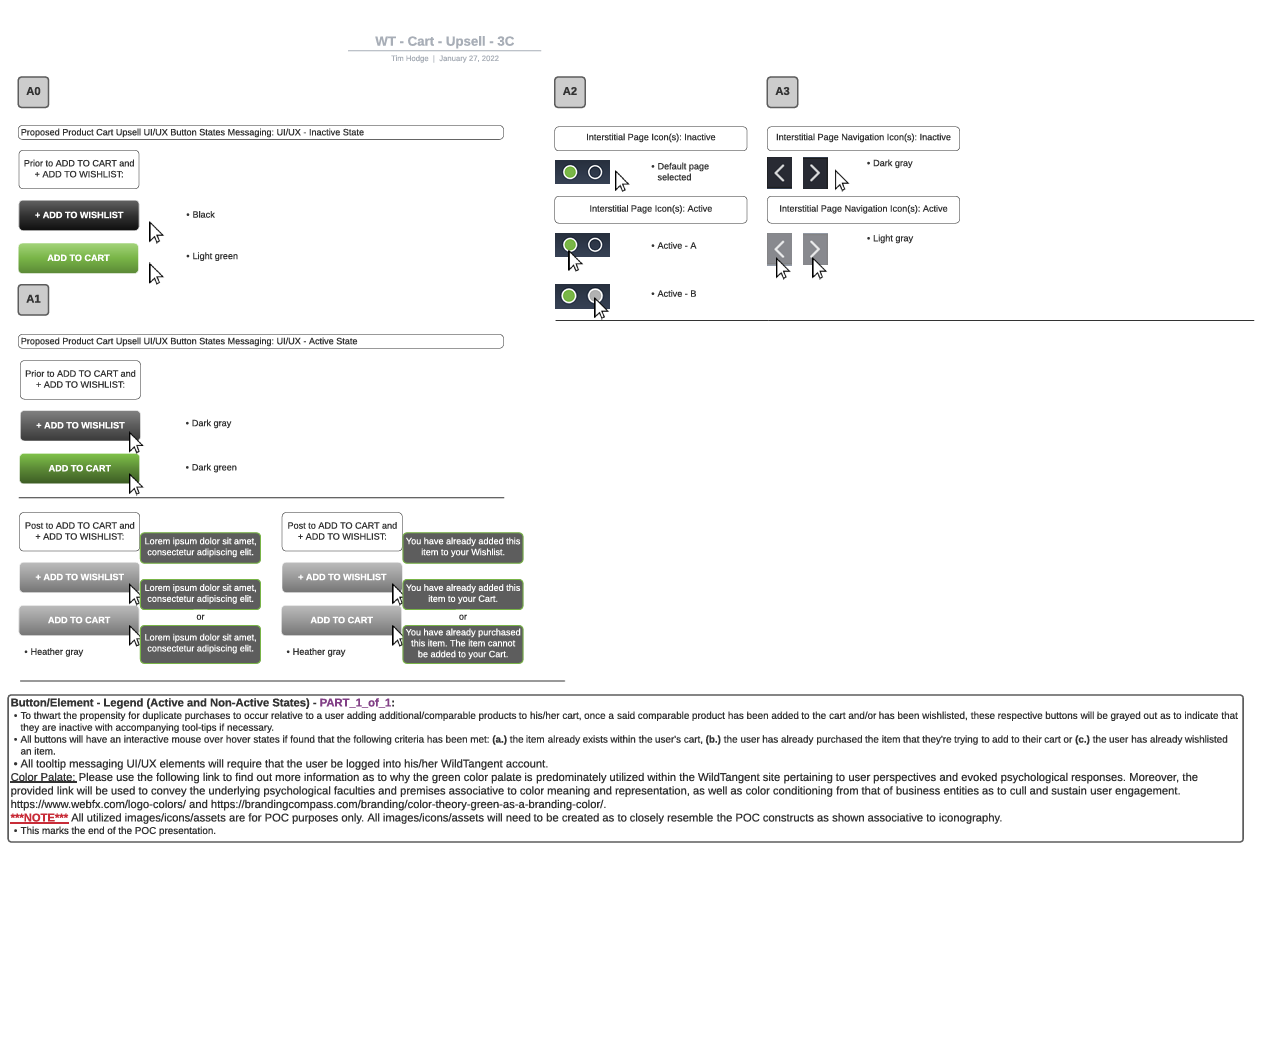 WT - Cart - Upsell - 3C
Tim Hodge | January 27, 2022
A0
Proposed Product Cart Upsell UI/UX Button States Messaging: UI/UX - Inactive State
Prior to ADD TO CART and
+ ADD TO WISHLIST:
+ ADD TO WISHLIST
• Black
ADD TO CART
• Light green
A1
Proposed Product Cart Upsell UI/UX Button States Messaging: UI/UX - Active State
Prior to ADD TO CART and
+ ADD TO WISHLIST:
+ ADD TO WISHLIST
• Dark gray
ADD TO CART
• Dark green
A2
Interstitial Page Icon(s): Inactive
• Default page
selected
Interstitial Page Icon(s): Active
• Active - A
• Active - B
A3
Interstitial Page Navigation Icon(s): Inactive
• Dark gray
Interstitial Page Navigation Icon(s): Active
• Light gray
Post to ADD TO CART and
+ ADD TO WISHLIST:
Lorem ipsum dolor sit amet,
consectetur adipiscing elit.
+ ADD TO WISHLIST
Lorem ipsum dolor sit amet,
consectetur adipiscing elit.
or
ADD TO CART
Lorem ipsum dolor sit amet,
consectetur adipiscing elit.
• Heather gray
Post to ADD TO CART and
+ ADD TO WISHLIST:
You have already added this
item to your Wishlist.
+ ADD TO WISHLIST
You have already added this
item to your Cart.
or
ADD TO CART
You have already purchased
this item. The item cannot
be added to your Cart.
• Heather gray
Button/Element - Legend (Active and Non-Active States) - PART_1_of_1:
• To thwart the propensity for duplicate purchases to occur relative to a user adding additional/comparable products to his/her cart, once a said comparable product has been added to the cart and/or has been wishlisted, these respective buttons will be grayed out as to indicate that
they are inactive with accompanying tool-tips if necessary.
• All buttons will have an interactive mouse over hover states if found that the following criteria has been met: (a.) the item already exists within the user's cart, (b.) the user has already purchased the item that they're trying to add to their cart or (c.) the user has already wishlisted
an item.
• All tooltip messaging UI/UX elements will require that the user be logged into his/her WildTangent account.
Color Palate: Please use the following link to find out more information as to why the green color palate is predominately utilized within the WildTangent site pertaining to user perspectives and evoked psychological responses. Moreover, the
provided link will be used to convey the underlying psychological faculties and premises associative to color meaning and representation, as well as color conditioning from that of business entities as to cull and sustain user engagement.
https://www.webfx.com/logo-colors/ and https://brandingcompass.com/branding/color-theory-green-as-a-branding-color/.
***NOTE*** All utilized images/icons/assets are for POC purposes only. All images/icons/assets will need to be created as to closely resemble the POC constructs as shown associative to iconography.
• This marks the end of the POC presentation.